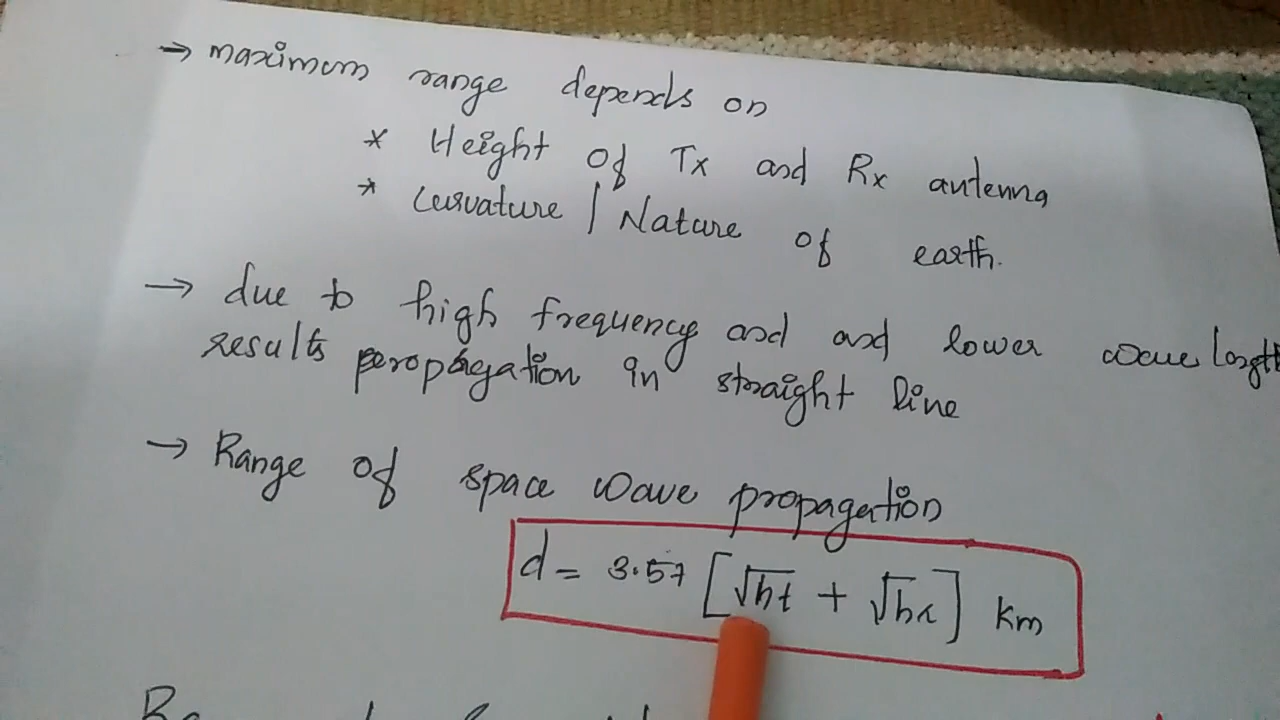 → maximum range depends on
* Height of Tx and Rx antenna
* Curvature | Nature of earth.
→ due to high frequency and and lower wave length
results propagation in straight line
→ Range of space wave propagation
d = 3.57 [√ht + √hr] km